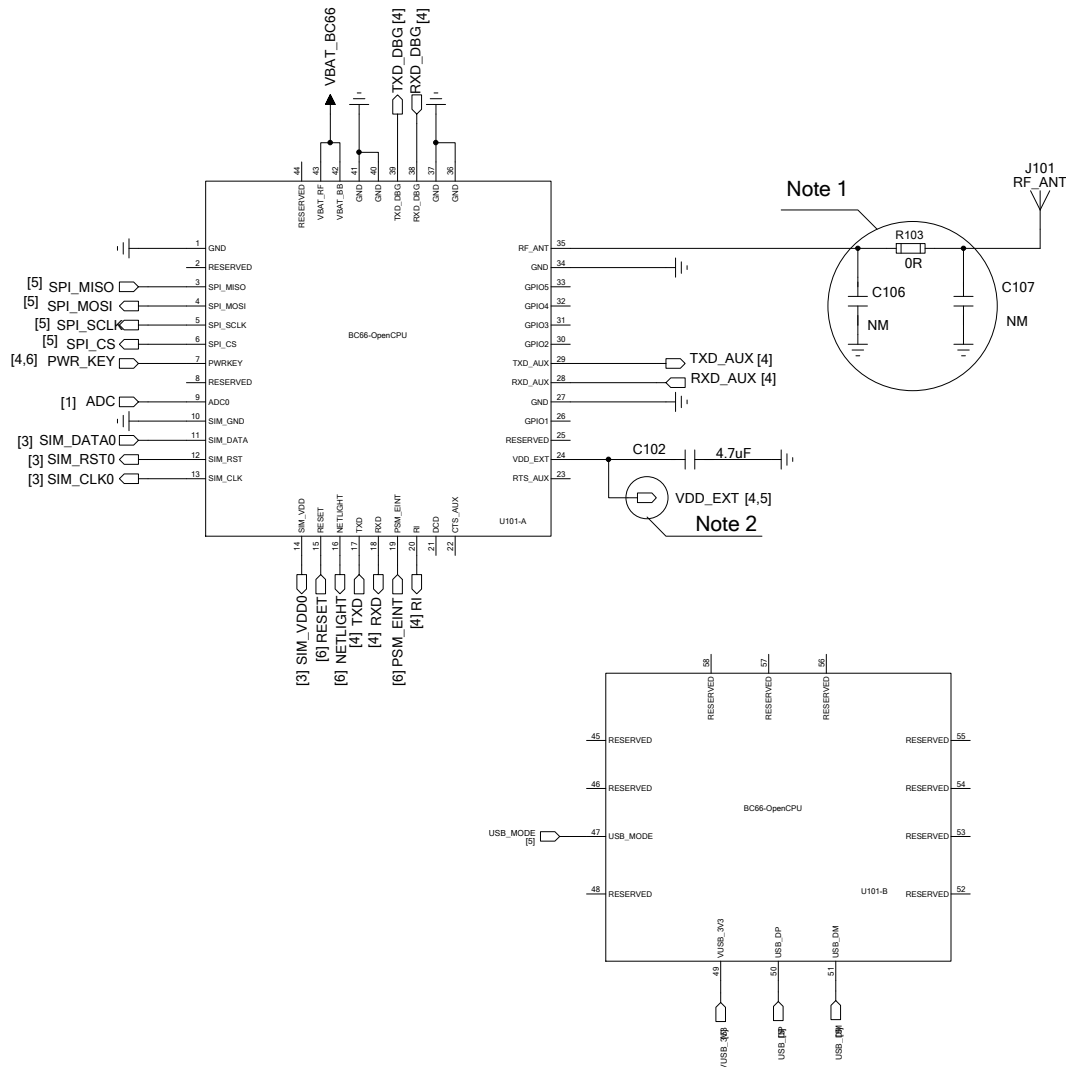 VBAT_BC66
TXD_DBG [4]
RXD_DBG [4]
44
43
42
41
40
39
38
37
36
RESERVED
VBAT_RF
VBAT_BB
GND
GND
TXD_DBG
RXD_DBG
GND
GND
J101
RF_ANT
Note 1
R103
0R
C106
NM
C107
NM
1 GND
2 RESERVED
[5] SPI_MISO 3 SPI_MISO
[5] SPI_MOSI 4 SPI_MOSI
[5] SPI_SCLK 5 SPI_SCLK
[5] SPI_CS 6 SPI_CS
[4,6] PWR_KEY 7 PWRKEY
8 RESERVED
[1] ADC 9 ADC0
10 SIM_GND
[3] SIM_DATA0 11 SIM_DATA
[3] SIM_RST0 12 SIM_RST
[3] SIM_CLK0 13 SIM_CLK
BC66-OpenCPU
RF_ANT 35
GND 34
GPIO5 33
GPIO4 32
GPIO3 31
GPIO2 30
TXD_AUX 29 TXD_AUX [4]
RXD_AUX 28 RXD_AUX [4]
GND 27
GPIO1 26
RESERVED 25
VDD_EXT 24
RTS_AUX 23
C102
4.7uF
VDD_EXT [4,5]
Note 2
U101-A
SIM_VDD
RESET
NETLIGHT
TXD
RXD
PSM_EINT
RI
DCD
CTS_AUX
14
15
16
17
18
19
20
21
22
[3] SIM_VDD0
[6] RESET
[6] NETLIGHT
[4] TXD
[4] RXD
[6] PSM_EINT
[4] RI
58
57
56
RESERVED
RESERVED
RESERVED
45 RESERVED
46 RESERVED
USB_MODE
[5]
47 USB_MODE
48 RESERVED
BC66-OpenCPU
RESERVED 55
RESERVED 54
RESERVED 53
RESERVED 52
U101-B
VUSB_3V3
USB_DP
USB_DM
49
50
51
VUSB_3V3
USB_DP
USB_DM